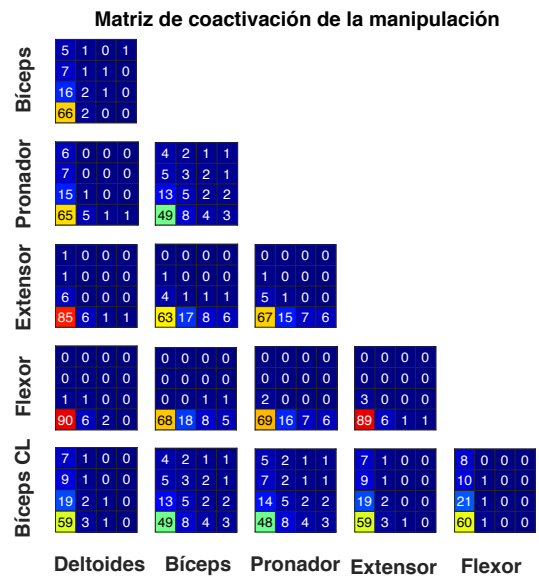 Matriz de coactivación de la manipulación
Bíceps
5 1 0 1
7 1 1 0
16 2 1 0
66 2 0 0
Pronador
6 0 0 0 4 2 1 1
7 0 0 0 5 3 2 1
15 1 0 0 13 5 2 2
65 5 1 1 49 8 4 3
Extensor
1 0 0 0 0 0 0 0 0 0 0 0
1 0 0 0 1 0 0 0 1 0 0 0
6 0 0 0 4 1 1 1 5 1 0 0
85 6 1 1 63 17 8 6 67 15 7 6
Flexor
0 0 0 0 0 0 0 0 0 0 0 0 0 0 0 0
0 0 0 0 0 0 0 0 0 0 0 0 0 0 0 0
1 1 0 0 0 0 1 1 2 0 0 0 3 0 0 0
90 6 2 0 68 18 8 5 69 16 7 6 89 6 1 1
Bíceps CL
7 1 0 0 4 2 1 1 5 2 1 1 7 1 0 0 8 0 0 0
9 1 0 0 5 3 2 1 7 2 1 1 9 1 0 0 10 1 0 0
19 2 1 0 13 5 2 2 14 5 2 2 19 2 0 0 21 1 0 0
59 3 1 0 49 8 4 3 48 8 4 3 59 3 1 0 60 1 0 0
Deltoides Bíceps Pronador Extensor Flexor